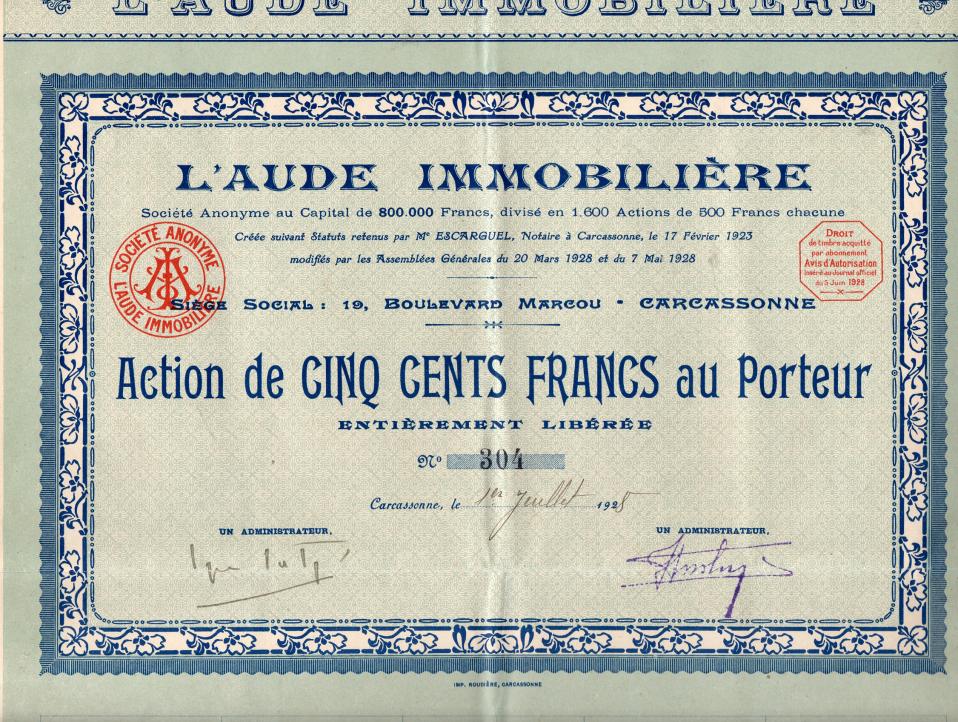 L'AUDE IMMOBILIÈRE
L'AUDE IMMOBILIÈRE
Société Anonyme au Capital de 800.000 Francs, divisé en 1.600 Actions de 500 Francs chacune
Créée suivant Statuts retenus par Me ESCARGUEL, Notaire à Carcassonne, le 17 Février 1923
modifiés par les Assemblées Générales du 20 Mars 1928 et du 7 Mai 1928
SOCIÉTÉ ANONYME
L'AUDE IMMOBILIÈRE
DROIT
de timbre acquitté
par abonnement
Avis d'Autorisation
inséré au Journal officiel
du 5 Juin 1928
SIÈGE SOCIAL : 19, BOULEVARD MARCOU - CARCASSONNE
Action de CINQ CENTS FRANCS au Porteur
ENTIÈREMENT LIBÉRÉE
No 304
Carcassonne, le 1er Juillet 1928
UN ADMINISTRATEUR,
UN ADMINISTRATEUR,
IMP. ROUDIÈRE, CARCASSONNE